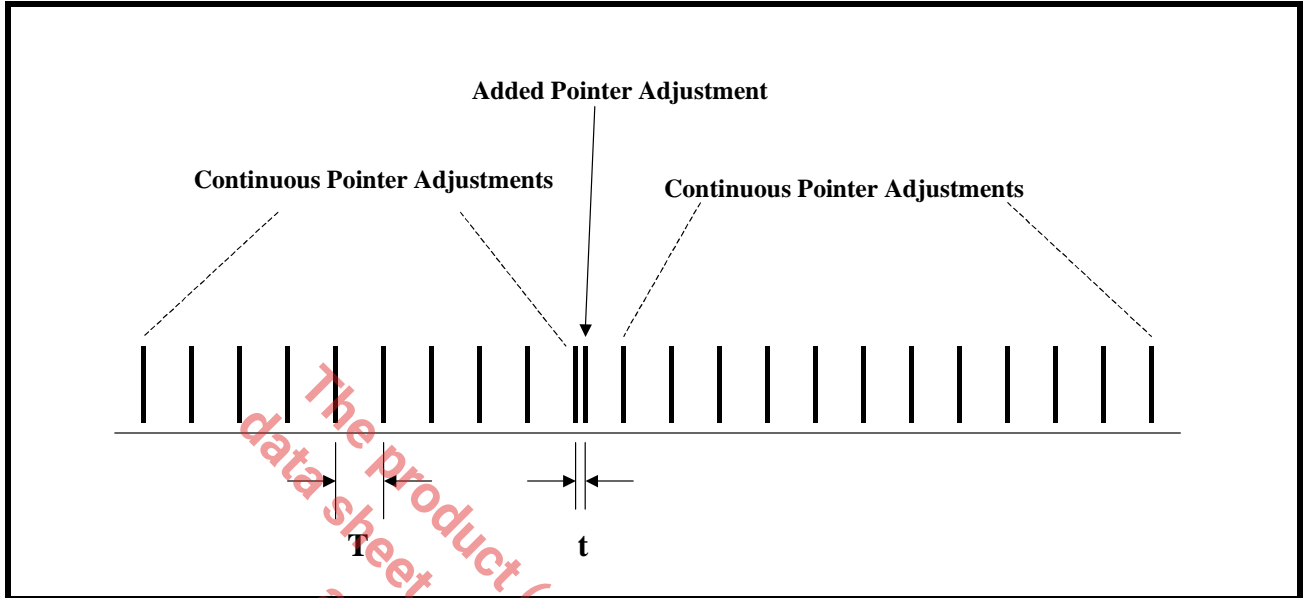 Added Pointer Adjustment
Continuous Pointer Adjustments
Continuous Pointer Adjustments
T
t
The product (
data sheet